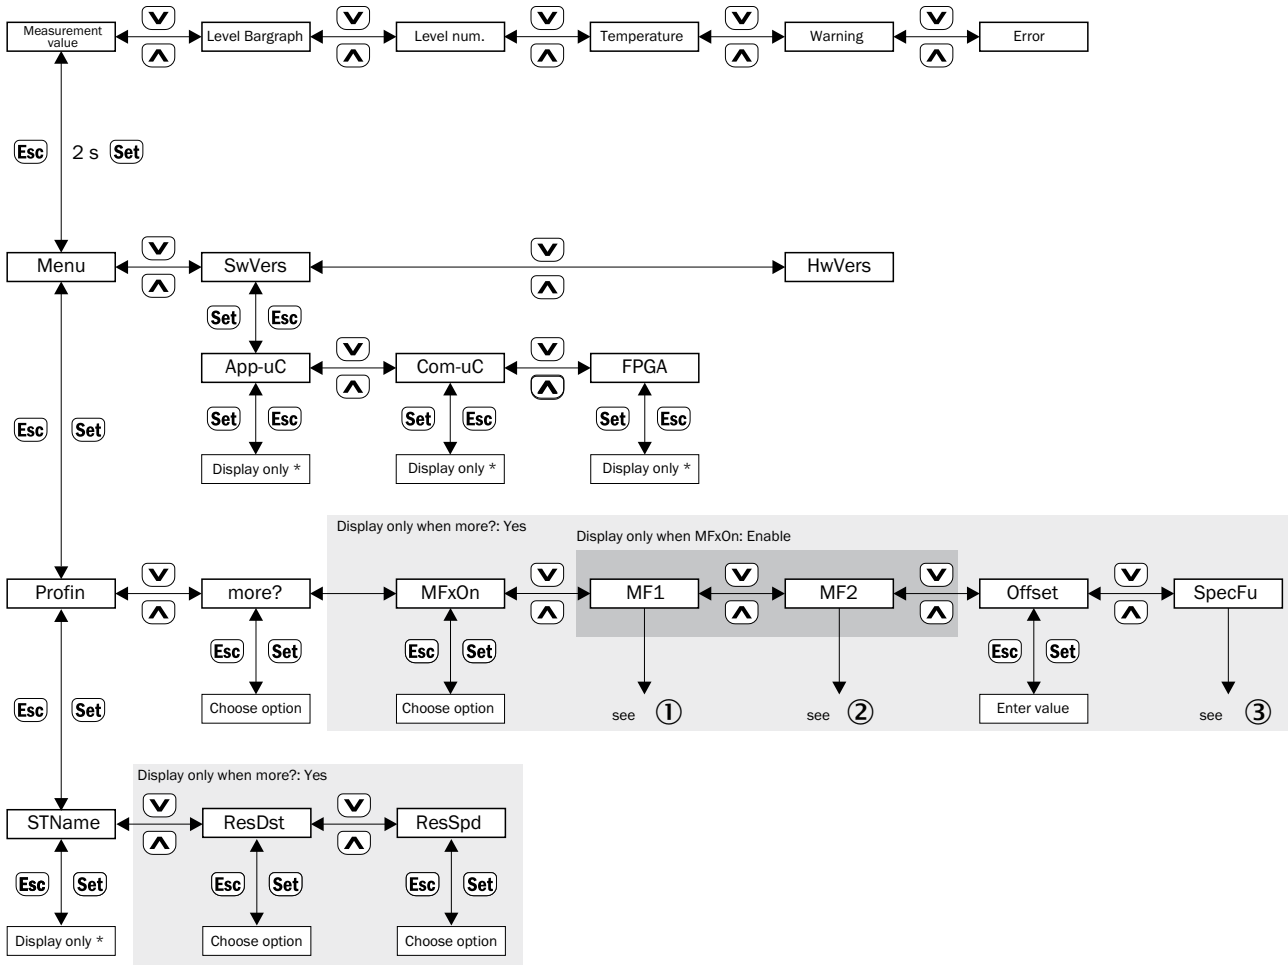 Measurement
value
Level Bargraph
Level num.
Temperature
Warning
Error
Esc 2 s Set
Menu
SwVers
HwVers
Set Esc
App-uC
Com-uC
FPGA
Set Esc
Set Esc
Set Esc
Esc Set
Display only *
Display only *
Display only *
Display only when more?: Yes
Display only when MFxOn: Enable
Profin
more?
MFxOn
MF1
MF2
Offset
SpecFu
Esc Set
Esc Set
Esc Set
Esc Set
Choose option
Choose option
see ①
see ②
Enter value
see ③
Display only when more?: Yes
STName
ResDst
ResSpd
Esc Set
Esc Set
Esc Set
Display only *
Choose option
Choose option